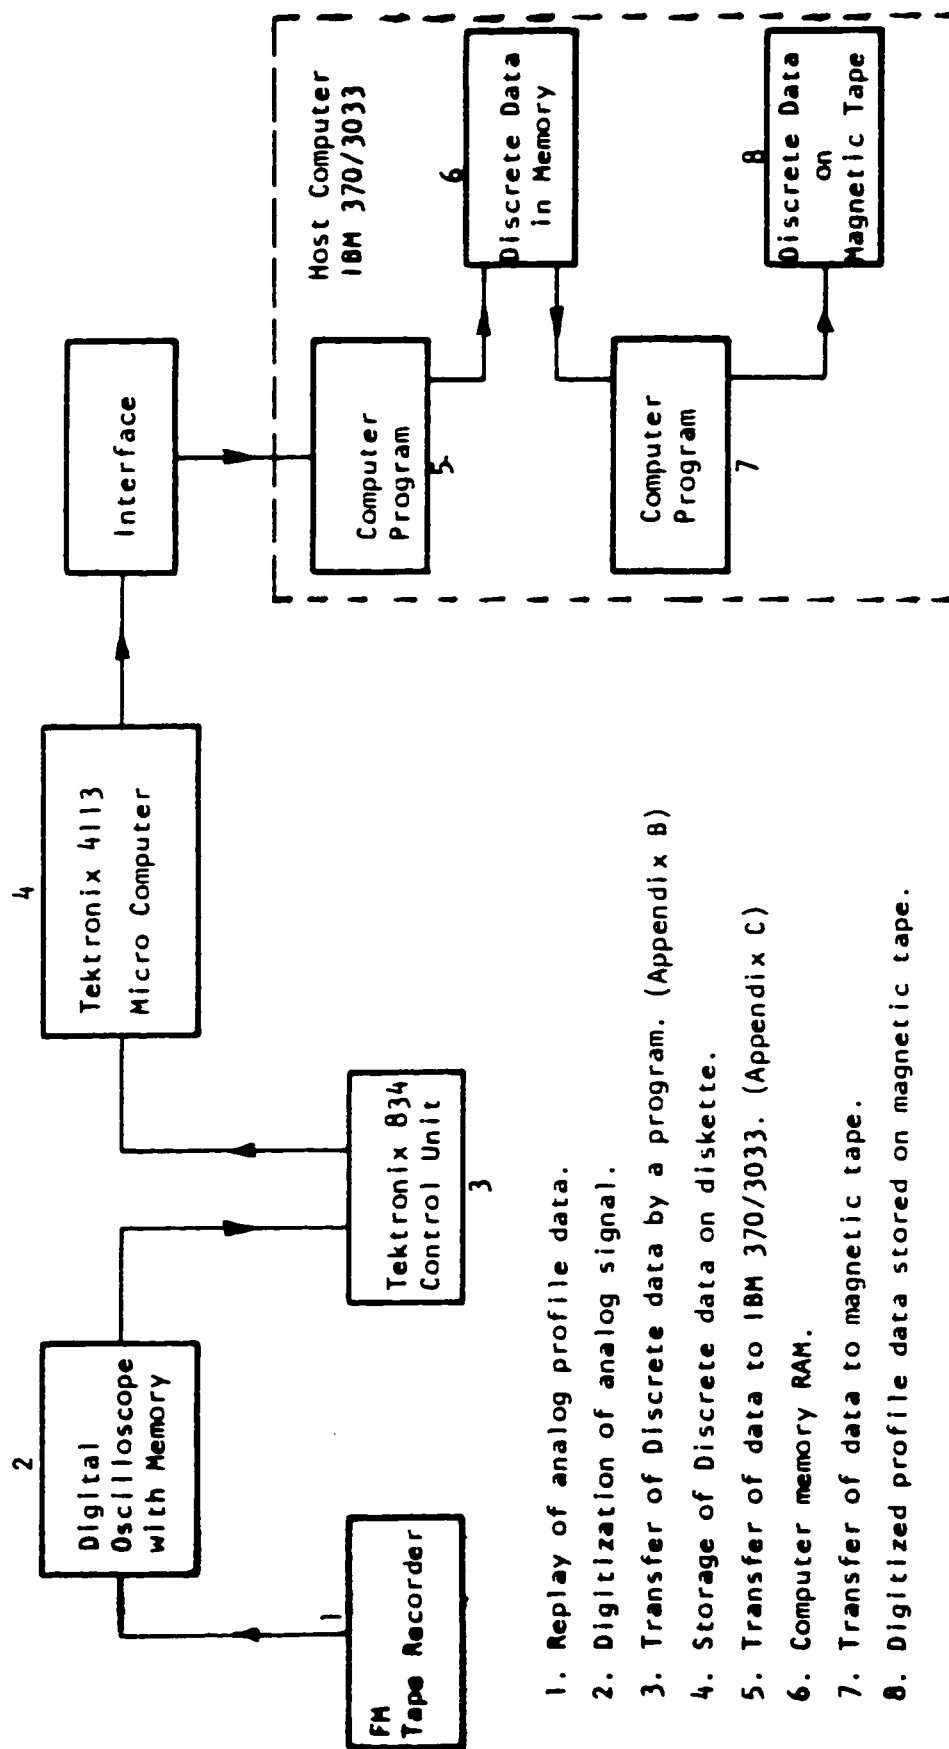 1
FM
Tape Recorder
2
Digital
Oscilloscope
with Memory
3
Tektronix 834
Control Unit
4
Tektronix 4113
Micro Computer
Interface
Host Computer
IBM 370/3033
Computer
Program
5
6
Discrete Data
in Memory
Computer
Program
7
8
Discrete Data
on
Magnetic Tape
1. Replay of analog profile data.
2. Digitization of analog signal.
3. Transfer of Discrete data by a program. (Appendix B)
4. Storage of Discrete data on diskette.
5. Transfer of data to IBM 370/3033. (Appendix C)
6. Computer memory RAM.
7. Transfer of data to magnetic tape.
8. Digitized profile data stored on magnetic tape.